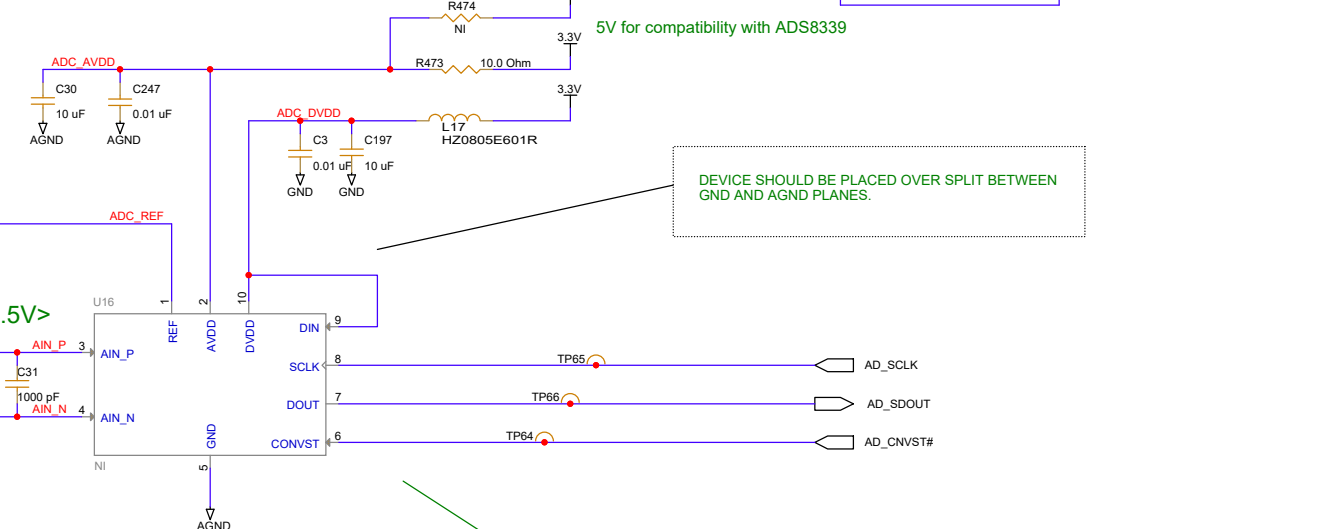 R474
NI
5V for compatibility with ADS8339
3.3V
ADC_AVDD
R473
10.0 Ohm
C30
10 uF
AGND
C247
0.01 uF
AGND
3.3V
ADC_DVDD
L17
HZ0805E601R
C3
0.01 uF
GND
C197
10 uF
GND
DEVICE SHOULD BE PLACED OVER SPLIT BETWEEN
GND AND AGND PLANES.
ADC_REF
.5V>
U16
1
2
10
REF
AVDD
DVDD
DIN
9
AIN_P
3
AIN_P
SCLK
8
TP65
AD_SCLK
C31
1000 pF
DOUT
7
TP66
AD_SDOUT
AIN_N
4
AIN_N
GND
CONVST
6
TP64
AD_CNVST#
NI
5
AGND